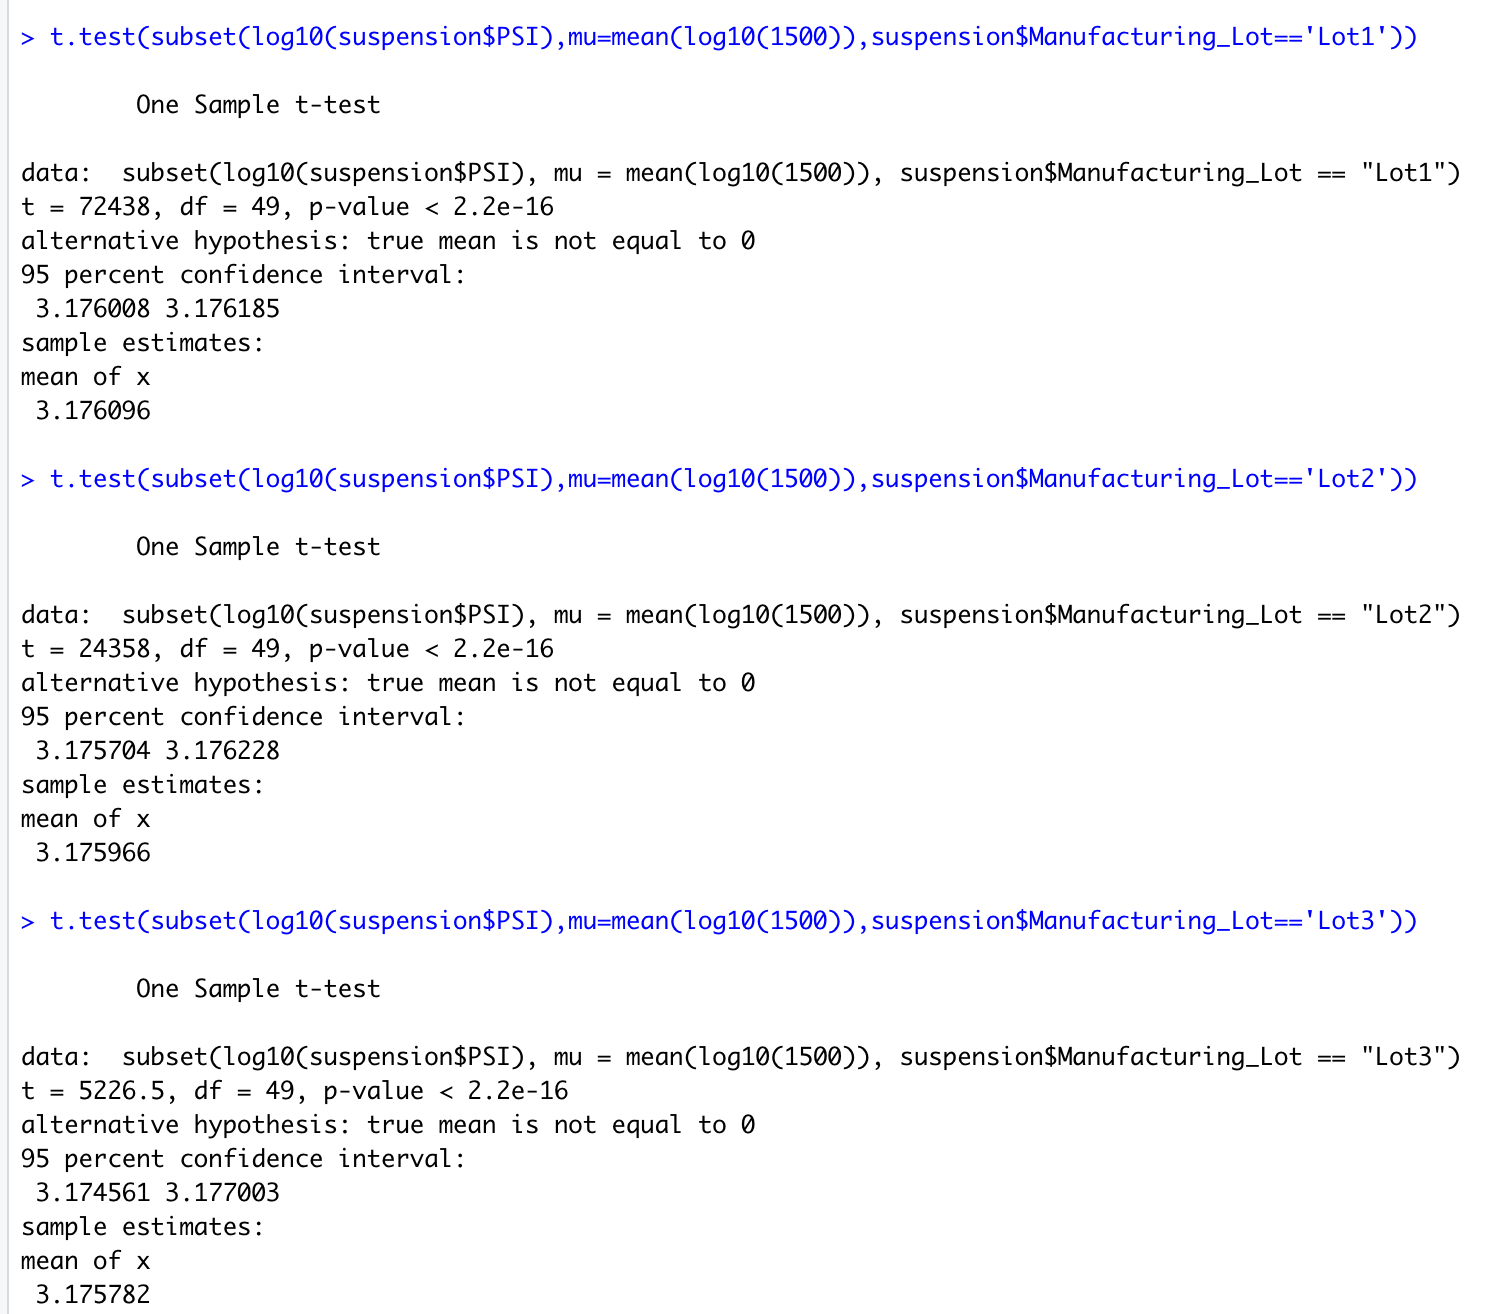 > t.test(subset(log10(suspension$PSI),mu=mean(log10(1500)),suspension$Manufacturing_Lot=='Lot1'))
One Sample t-test
data:  subset(log10(suspension$PSI), mu = mean(log10(1500)), suspension$Manufacturing_Lot == "Lot1")
t = 72438, df = 49, p-value < 2.2e-16
alternative hypothesis: true mean is not equal to 0
95 percent confidence interval:
3.176008 3.176185
sample estimates:
mean of x
3.176096
> t.test(subset(log10(suspension$PSI),mu=mean(log10(1500)),suspension$Manufacturing_Lot=='Lot2'))
One Sample t-test
data:  subset(log10(suspension$PSI), mu = mean(log10(1500)), suspension$Manufacturing_Lot == "Lot2")
t = 24358, df = 49, p-value < 2.2e-16
alternative hypothesis: true mean is not equal to 0
95 percent confidence interval:
3.175704 3.176228
sample estimates:
mean of x
3.175966
> t.test(subset(log10(suspension$PSI),mu=mean(log10(1500)),suspension$Manufacturing_Lot=='Lot3'))
One Sample t-test
data:  subset(log10(suspension$PSI), mu = mean(log10(1500)), suspension$Manufacturing_Lot == "Lot3")
t = 5226.5, df = 49, p-value < 2.2e-16
alternative hypothesis: true mean is not equal to 0
95 percent confidence interval:
3.174561 3.177003
sample estimates:
mean of x
3.175782